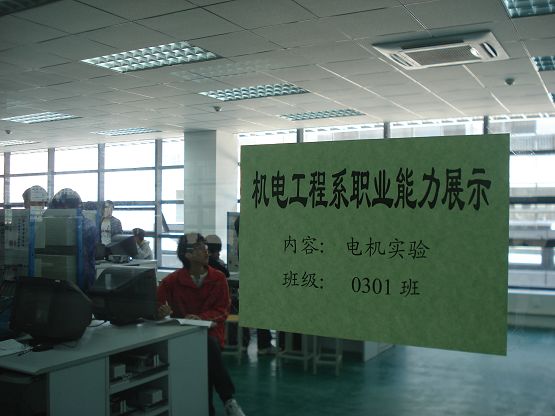 机电工程系职业能力展示
内容: 电机实验
班级: 0301 班